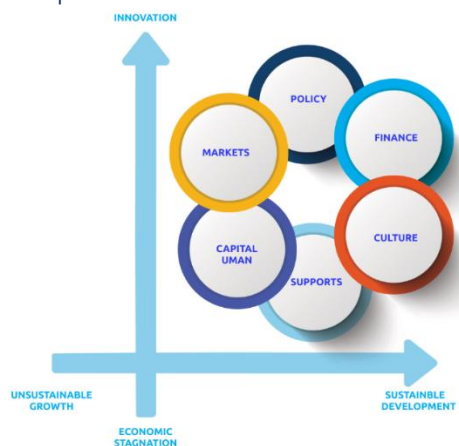 INNOVATION
POLICY
FINANCE
MARKETS
CULTURE
CAPITAL
UMAN
SUPPORTS
UNSUSTAINABLE
GROWTH
SUSTAINBLE
DEVELOPMENT
ECONOMIC
STAGNATION